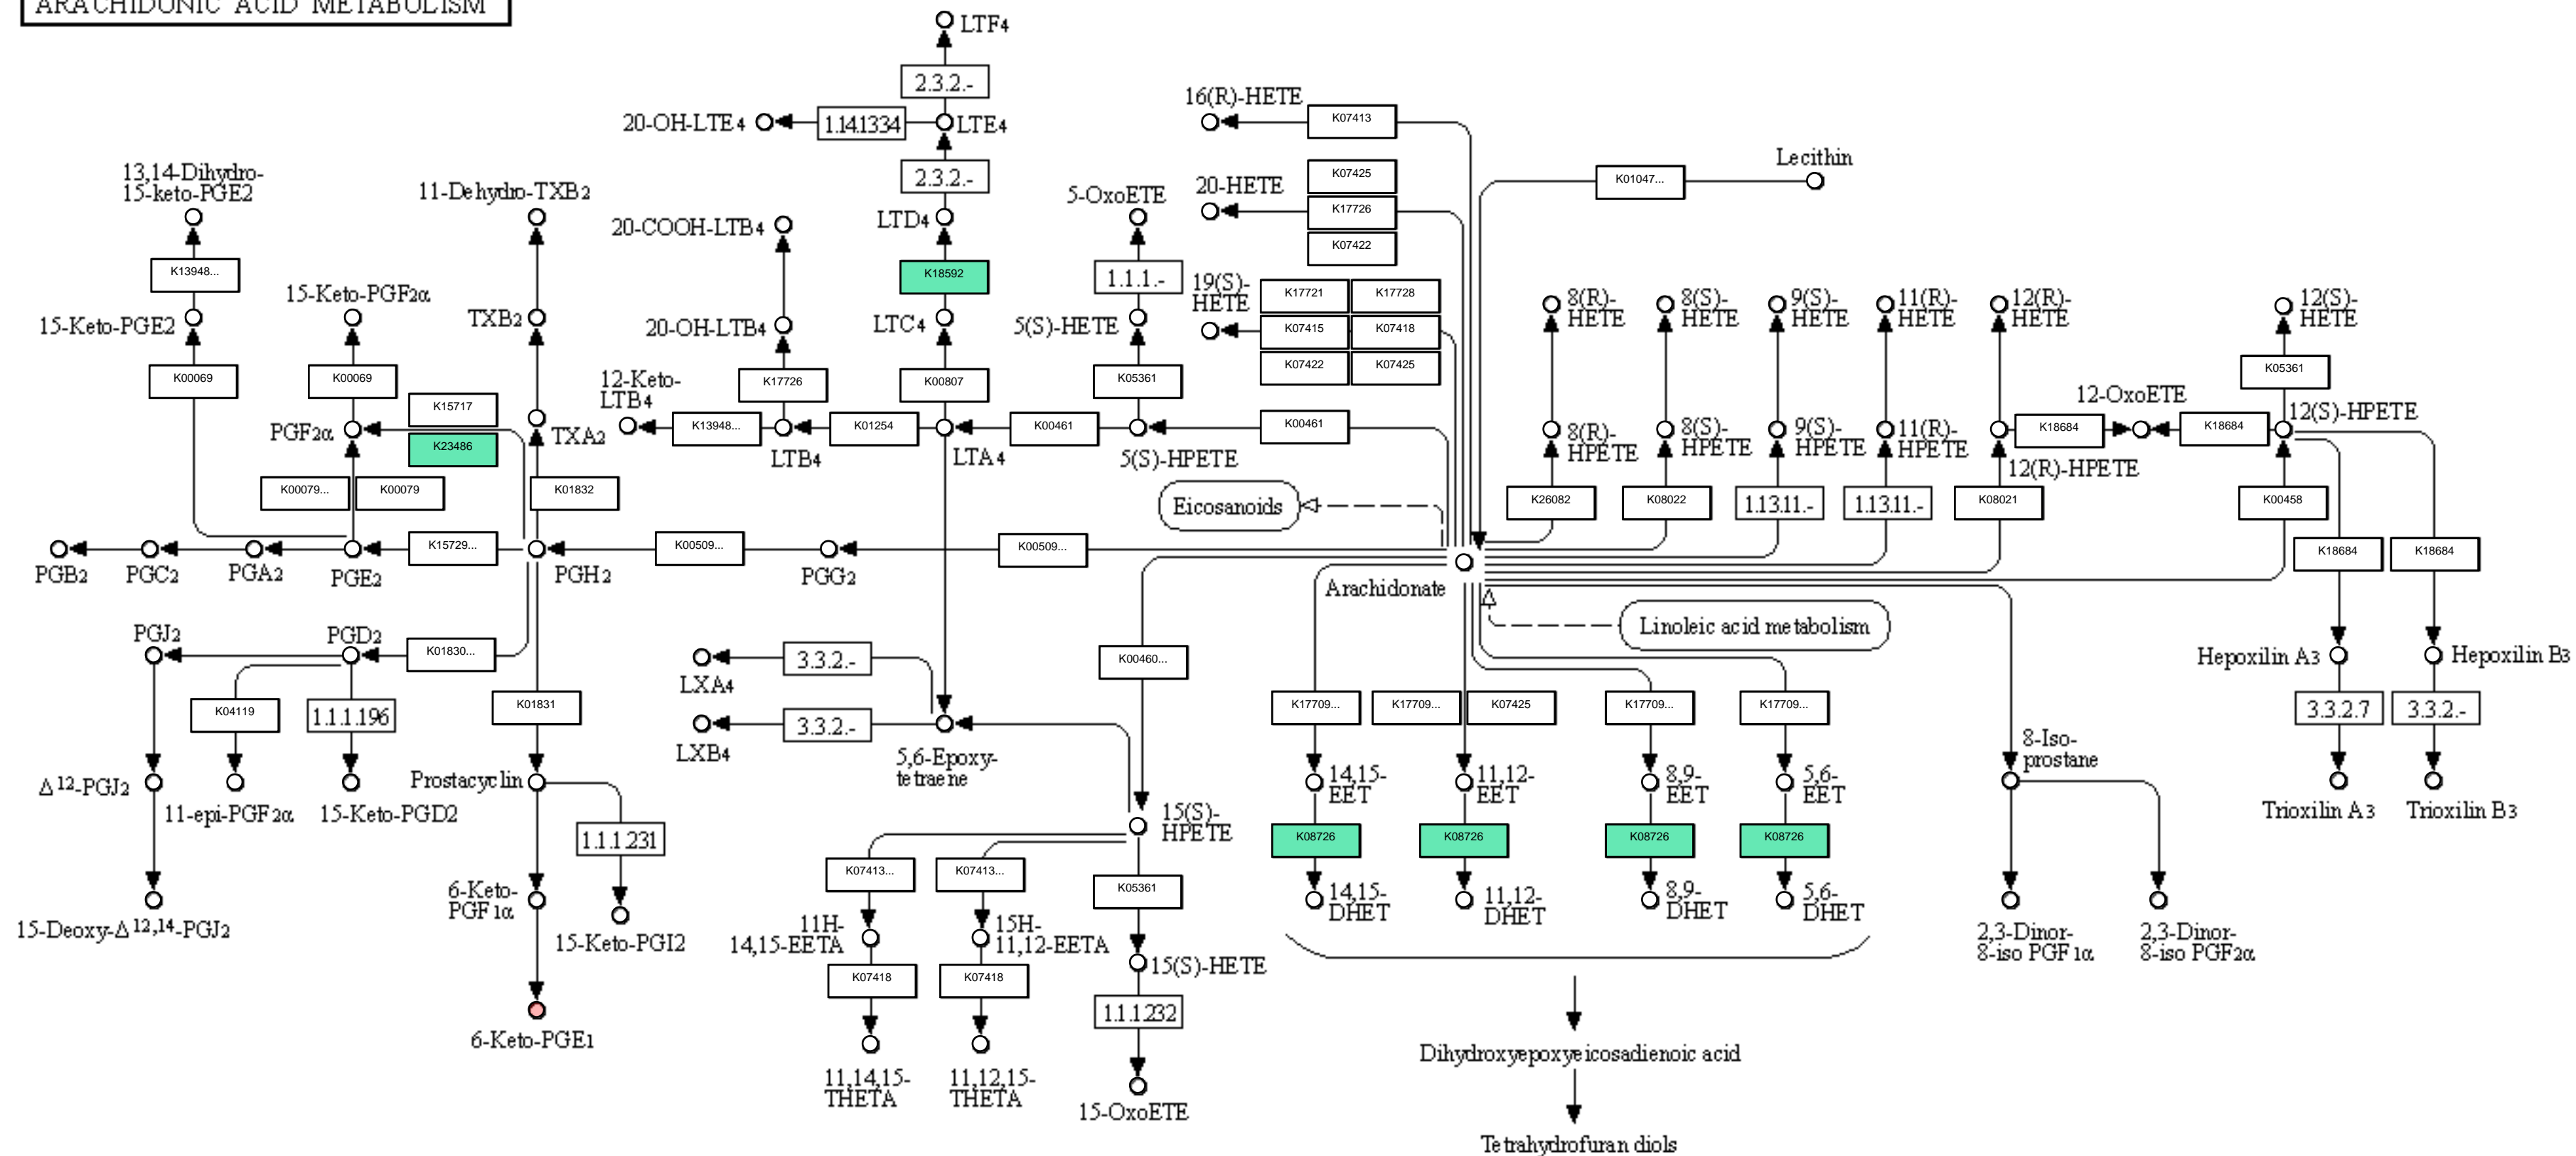 ARACHIDONIC ACID METABOLISM
LTF4
2.3.2.-
20-OH-LTE4
1.14.1334
LTE4
2.3.2.-
LTD4
K18592
LTC4
K00807
LTA4
16(R)-HETE
K07413
20-HETE
K07425
K17726
K07422
19(S)-
HETE
K17721
K17728
K07415
K07418
K07422
K07425
Lecithin
K01047...
13,14-Dihydro-
15-keto-PGE2
K13948...
15-Keto-PGE2
K00069
15-Keto-PGF2α
K00069
PGF2α
K15717
K23486
K00079...
K00079
11-Dehydro-TXB2
TXB2
TXA2
K01832
20-COOH-LTB4
20-OH-LTB4
K17726
12-Keto-
LTB4
K13948...
LTB4
K01254
K00461
5-OxoETE
1.1.1.-
5(S)-HETE
K05361
5(S)-HPETE
K00461
Eicosanoids
8(R)-
HETE
8(S)-
HETE
9(S)-
HETE
11(R)-
HETE
12(R)-
HETE
12(S)-
HETE
K05361
12-OxoETE
8(R)-
HPETE
8(S)-
HPETE
9(S)-
HPETE
11(R)-
HPETE
K18684
K18684
12(S)-HPETE
12(R)-HPETE
K26082
K08022
1.13.11.-
1.13.11.-
K08021
K00458
PGB2
PGC2
PGA2
PGE2
K15729...
PGH2
K00509...
PGG2
K00509...
Arachidonate
K18684
K18684
Linoleic acid metabolism
PGJ2
PGD2
K01830...
K04119
1.1.1.196
K01831
Δ12-PGJ2
11-epi-PGF2α
15-Keto-PGD2
Prostacyclin
1.1.1.231
15-Deoxy-Δ12,14-PGJ2
6-Keto-
PGF1α
15-Keto-PGI2
6-Keto-PGE1
LXA4
3.3.2.-
LXB4
3.3.2.-
5,6-Epoxy-
tetraene
K00460...
15(S)-
HPETE
K07413...
K07413...
K05361
11H-
14,15-EETA
15H-
11,12-EETA
15(S)-HETE
K07418
K07418
1.1.1.232
11,14,15-
THETA
11,12,15-
THETA
15-OxoETE
K17709...
K17709...
K07425
K17709...
K17709...
14,15-
EET
11,12-
EET
8,9-
EET
5,6-
EET
K08726
K08726
K08726
K08726
14,15-
DHET
11,12-
DHET
8,9-
DHET
5,6-
DHET
Dihydroxyepoxyeicosadienoic acid
Tetrahydrofuran diols
8-Iso-
prostane
2,3-Dinor-
8-iso PGF1α
2,3-Dinor-
8-iso PGF2α
Hepoxilin A3
Hepoxilin B3
3.3.2.7
3.3.2.-
Trioxilin A3
Trioxilin B3